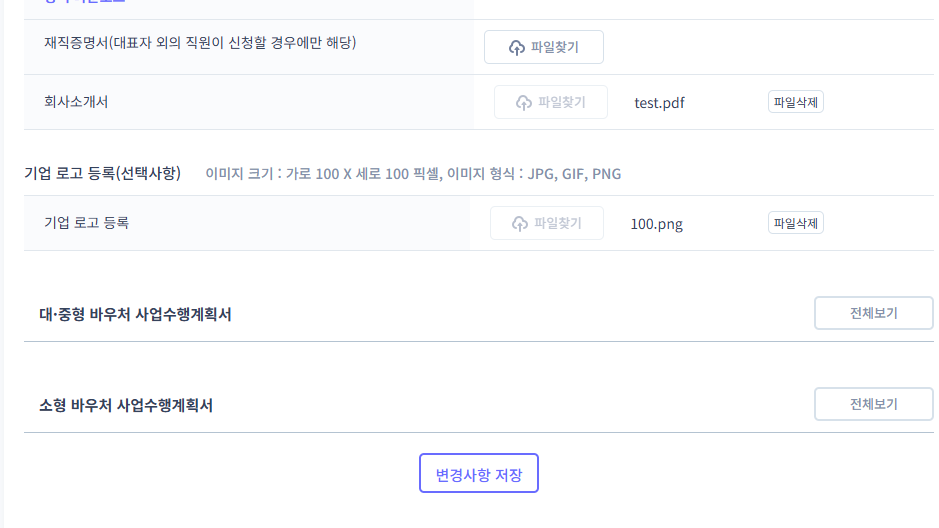 재직증명서(대표자 외의 직원이 신청할 경우에만 해당) 파일찾기
회사소개서 파일찾기 test.pdf 파일삭제
기업 로고 등록(선택사항) 이미지 크기 : 가로 100 X 세로 100 픽셀, 이미지 형식 : JPG, GIF, PNG
기업 로고 등록 파일찾기 100.png 파일삭제
대·중형 바우처 사업수행계획서 전체보기
소형 바우처 사업수행계획서 전체보기
변경사항 저장